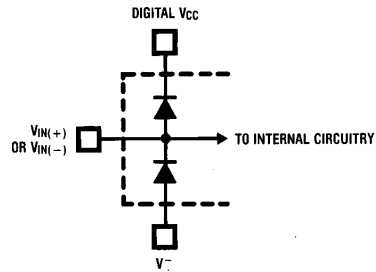 DIGITAL VCC
VIN(+)
OR VIN(−)
TO INTERNAL CIRCUITRY
V−